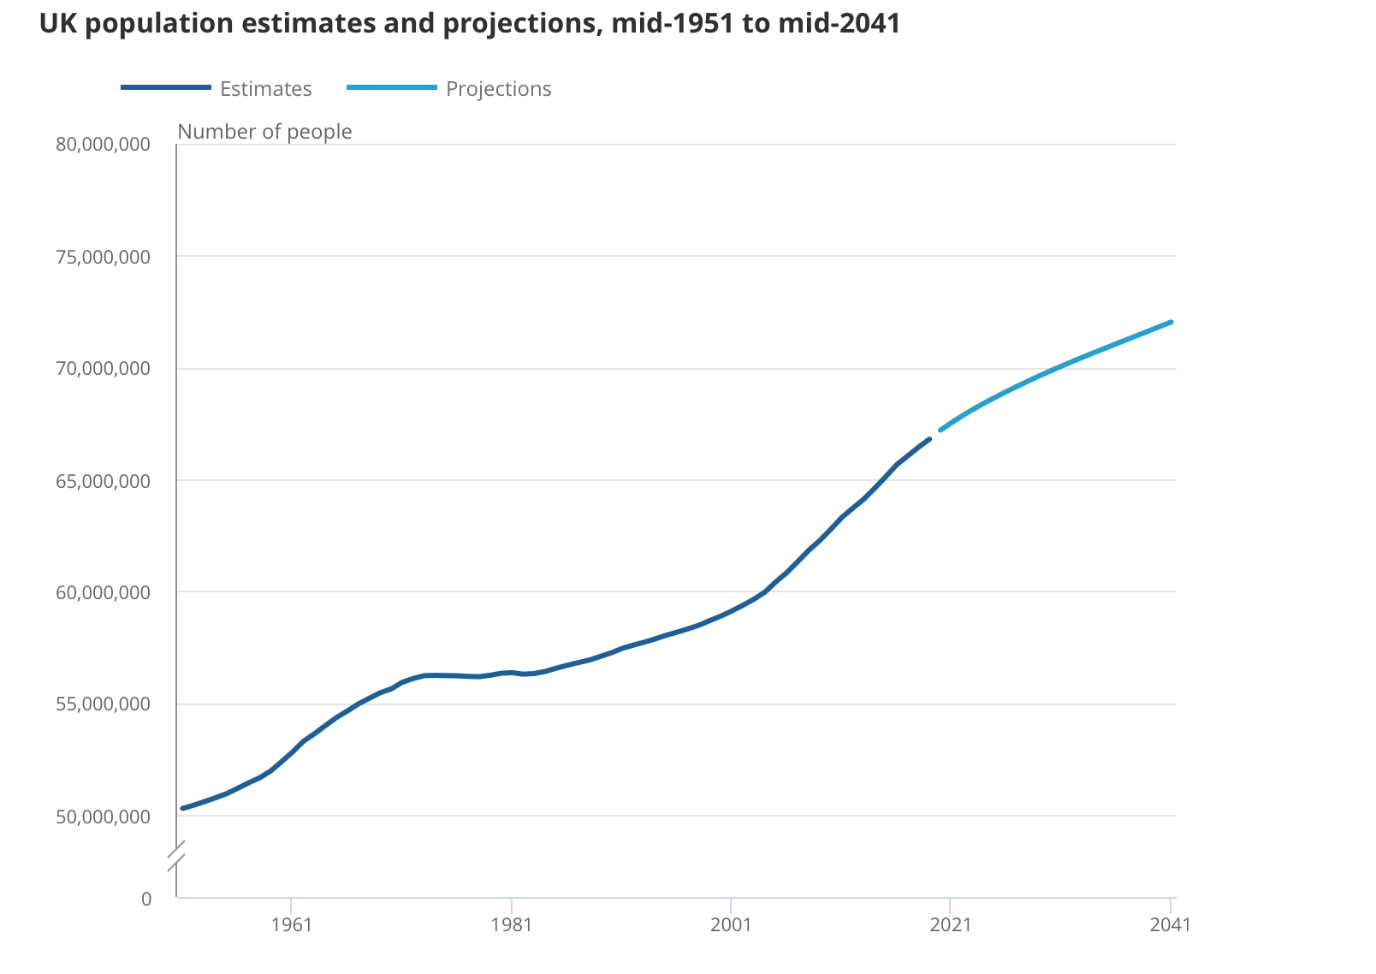 UK population estimates and projections, mid-1951 to mid-2041
Estimates Projections
Number of people
80,000,000
75,000,000
70,000,000
65,000,000
60,000,000
55,000,000
50,000,000
0
1961 1981 2001 2021 2041